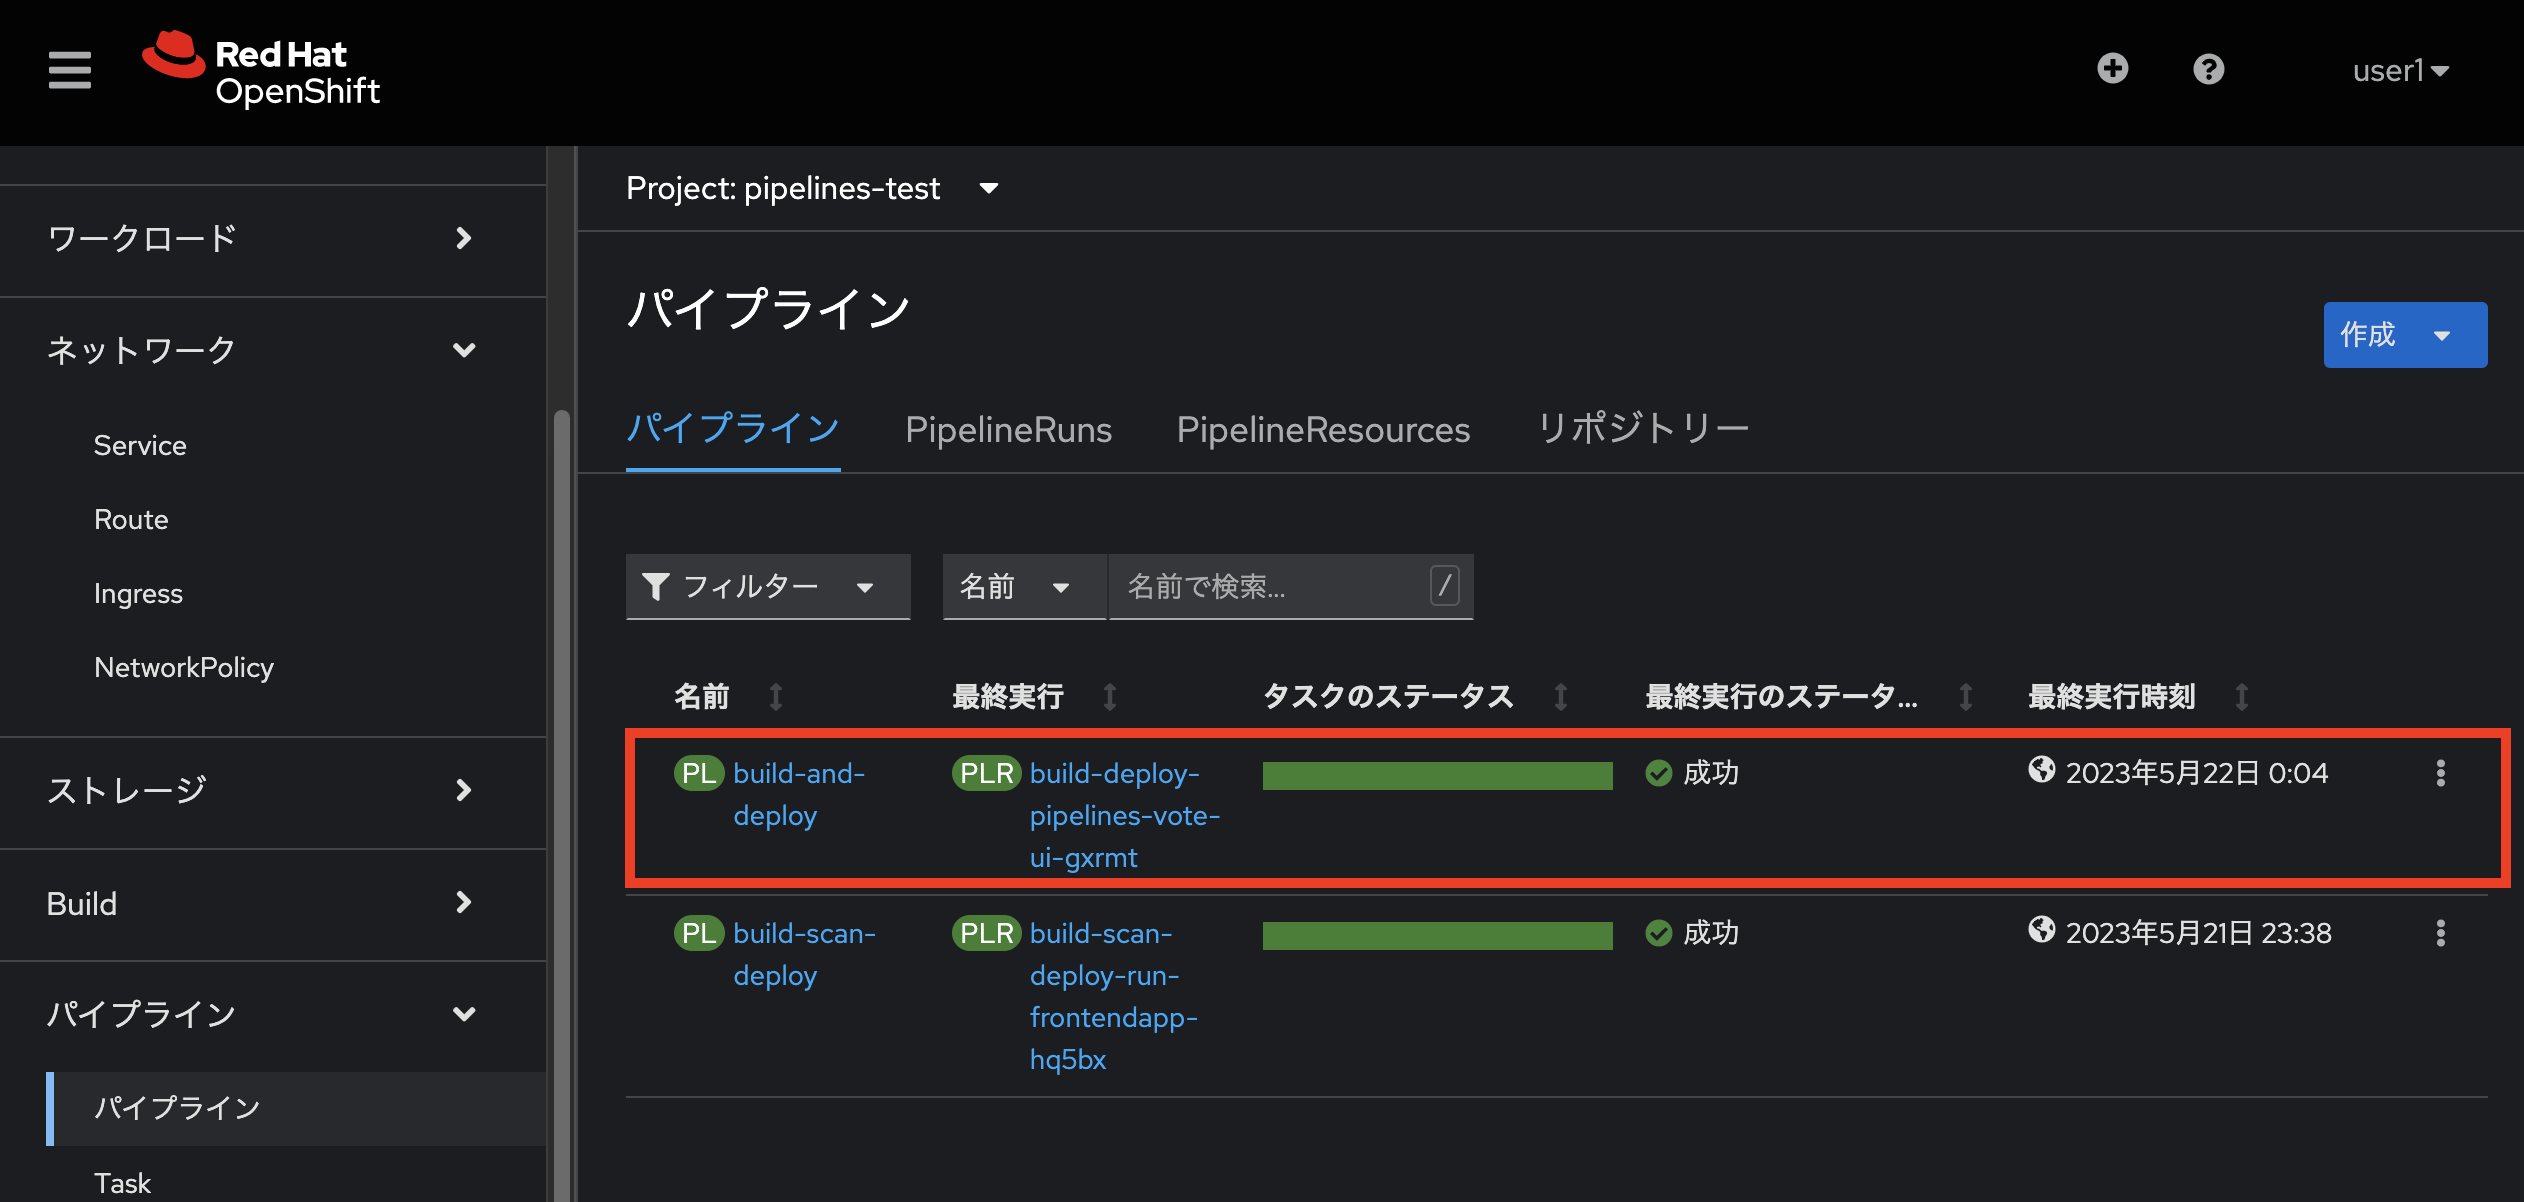 Red Hat
OpenShift
user1
Project: pipelines-test
ワークロード
ネットワーク
Service
Route
Ingress
NetworkPolicy
ストレージ
Build
パイプライン
パイプライン
Task
パイプライン
作成
パイプライン PipelineRuns PipelineResources リポジトリー
フィルター 名前 名前で検索... /
名前 最終実行 タスクのステータス 最終実行のステータ... 最終実行時刻
PL build-and- PLR build-deploy- 成功 2023年5月22日 0:04
deploy pipelines-vote-
ui-gxrmt
PL build-scan- PLR build-scan- 成功 2023年5月21日 23:38
deploy deploy-run-
frontendapp-
hq5bx